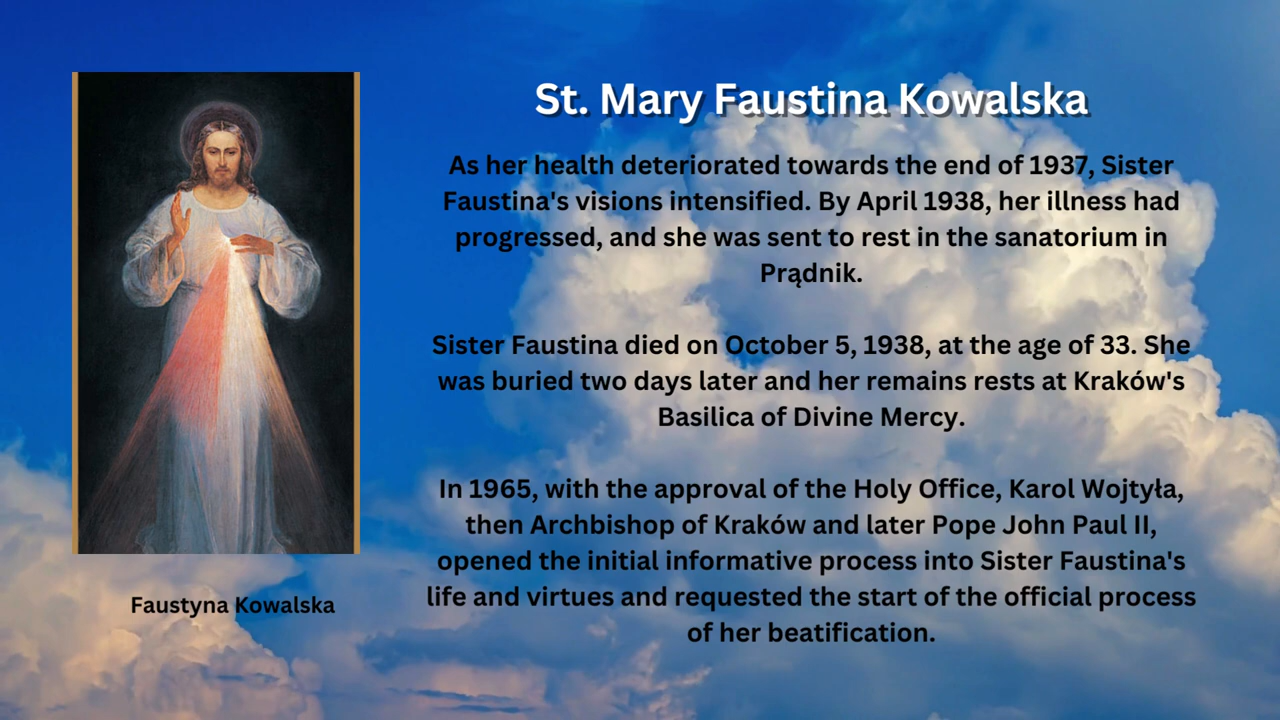 St. Mary Faustina Kowalska
As her health deteriorated towards the end of 1937, Sister
Faustina's visions intensified. By April 1938, her illness had
progressed, and she was sent to rest in the sanatorium in
Prądnik.
Sister Faustina died on October 5, 1938, at the age of 33. She
was buried two days later and her remains rests at Kraków's
Basilica of Divine Mercy.
In 1965, with the approval of the Holy Office, Karol Wojtyła,
then Archbishop of Kraków and later Pope John Paul II,
opened the initial informative process into Sister Faustina's
life and virtues and requested the start of the official process
of her beatification.
Faustyna Kowalska